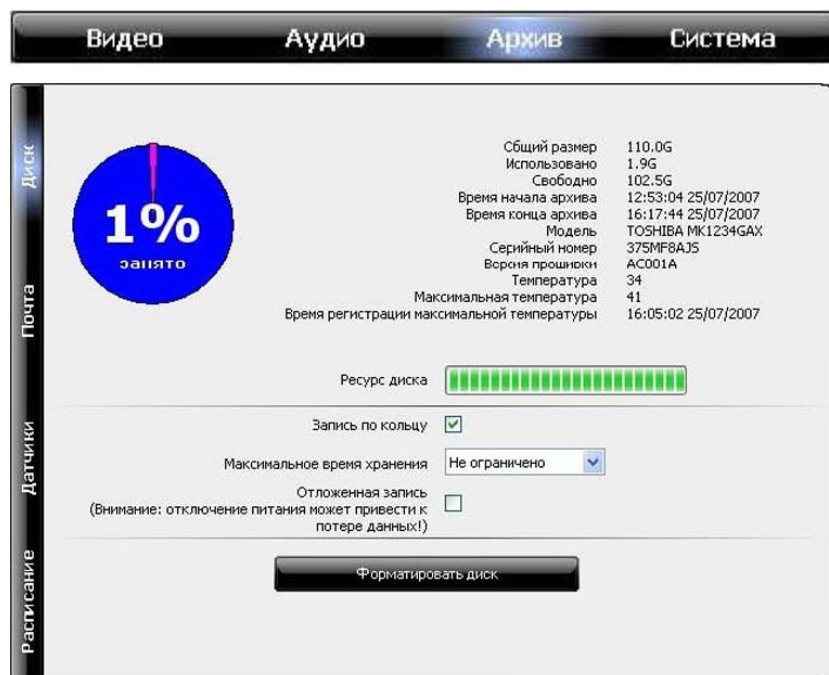 Видео Аудио Архив Система
Диск
Почта
Датчики
Расписание
1%
занято
Общий размер 110.0G
Использовано 1.9G
Свободно 102.5G
Время начала архива 12:53:04 25/07/2007
Время конца архива 16:17:44 25/07/2007
Модель TOSHIBA MK1234GAX
Серийный номер 375MF8AJS
Версия прошивки AC001A
Температура 34
Максимальная температура 41
Время регистрации максимальной температуры 16:05:02 25/07/2007
Ресурс диска
Запись по кольцу
Максимальное время хранения Не ограничено
Отложенная запись
(Внимание: отключение питания может привести к
потере данных!)
Форматировать диск